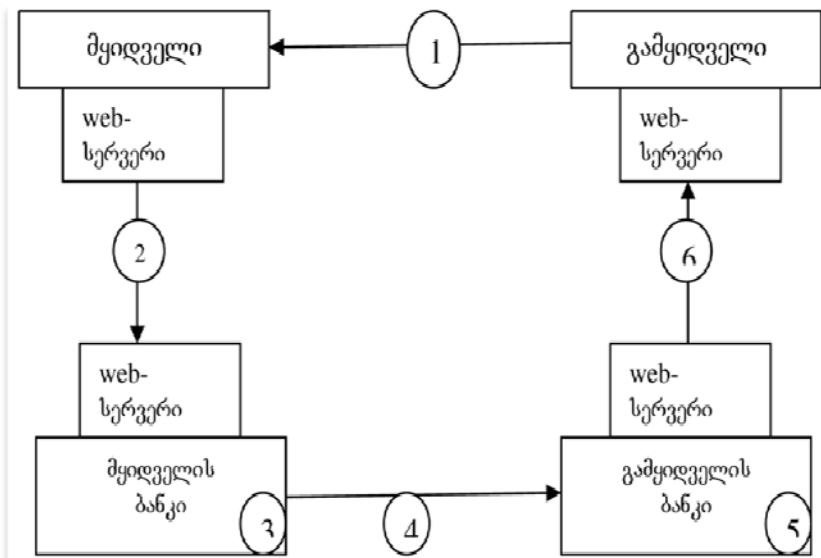 მყიდველი
1
გამყიდველი
web-
სერვერი
web-
სერვერი
2
6
web-
სერვერი
web-
სერვერი
მყიდველის
ბანკი
3
4
გამყიდველის
ბანკი
5